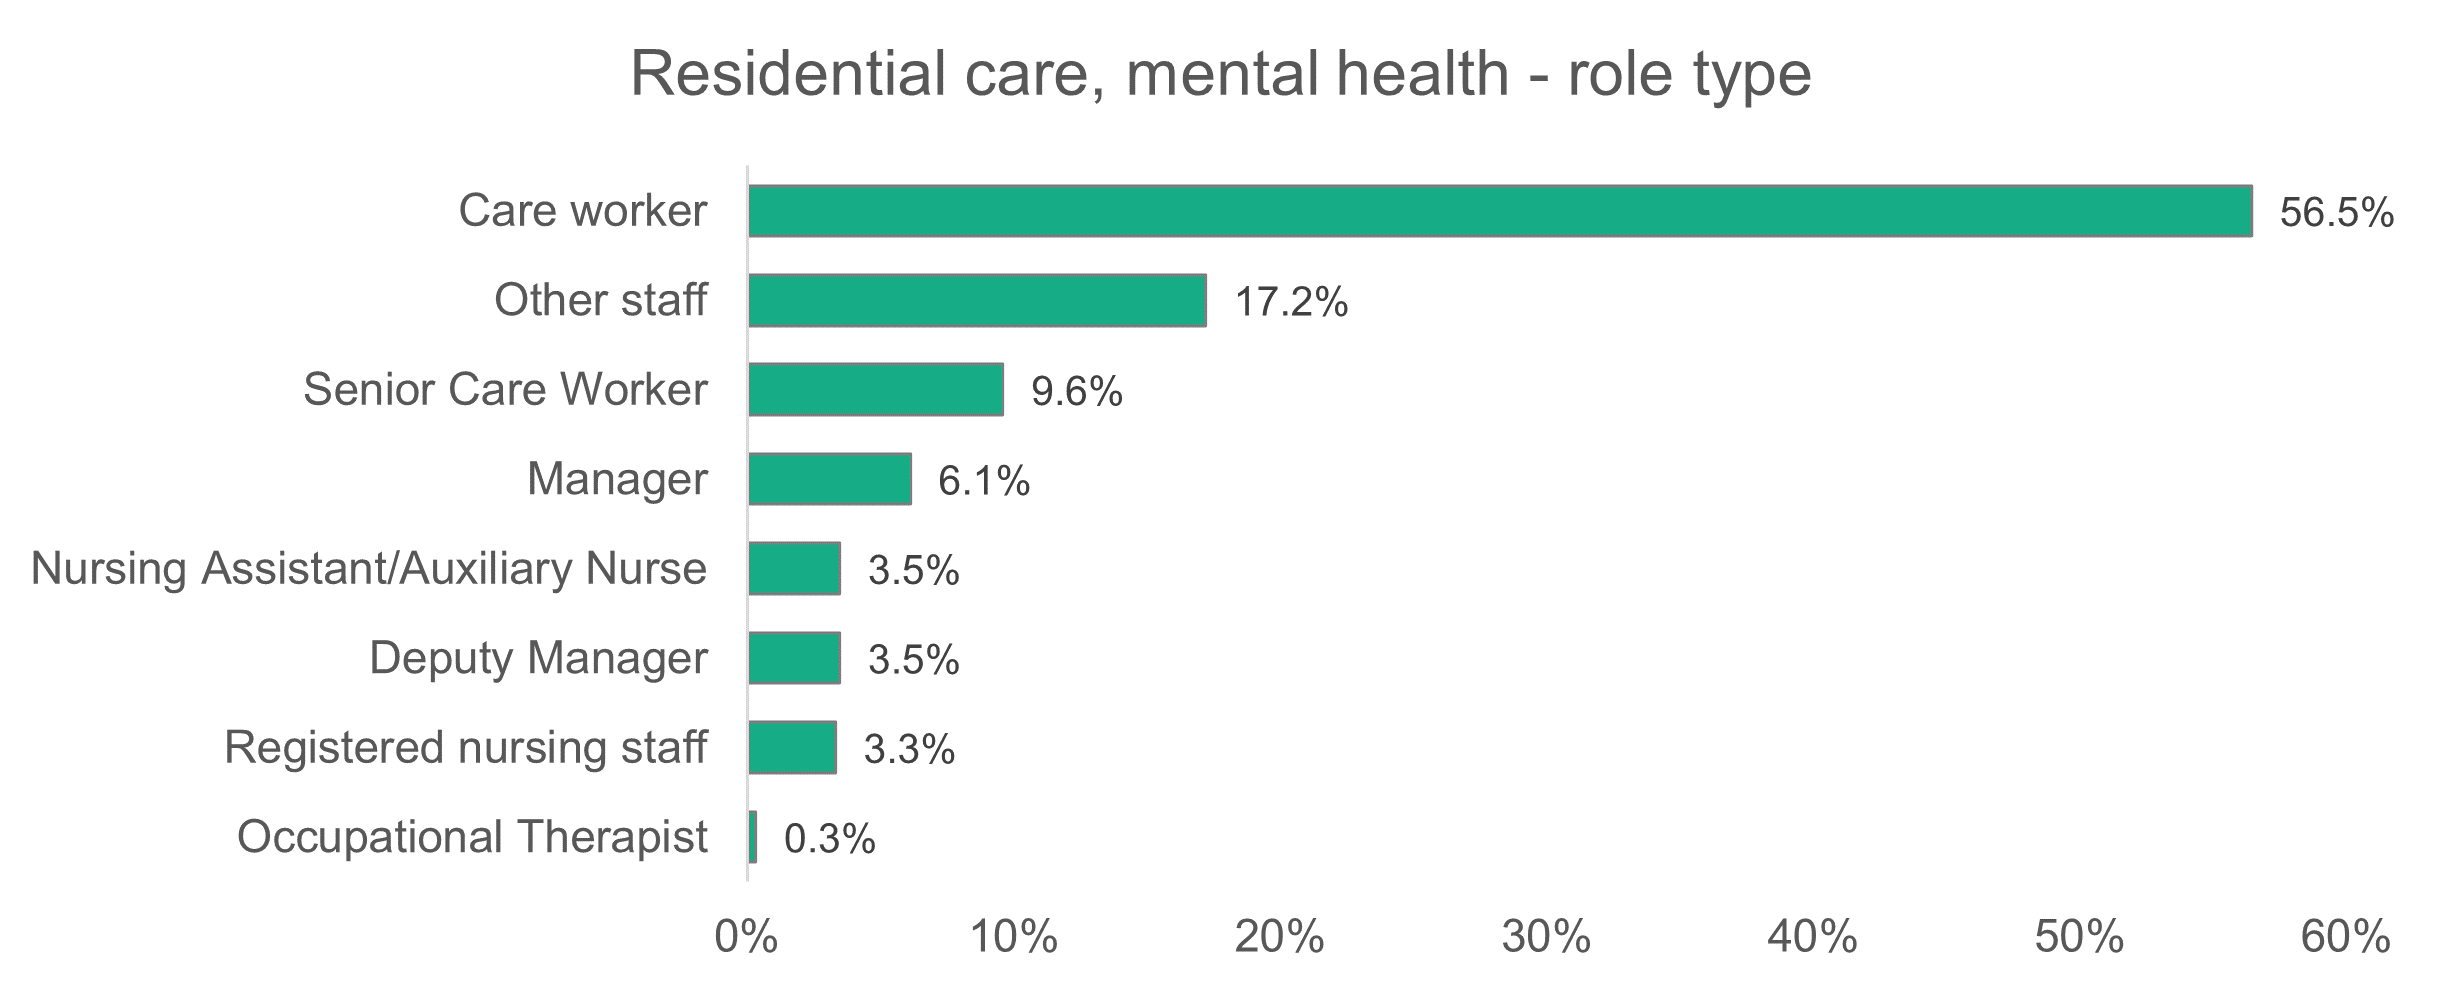 Residential care, mental health - role type
Care worker 56.5%
Other staff 17.2%
Senior Care Worker 9.6%
Manager 6.1%
Nursing Assistant/Auxiliary Nurse 3.5%
Deputy Manager 3.5%
Registered nursing staff 3.3%
Occupational Therapist 0.3%
0% 10% 20% 30% 40% 50% 60%